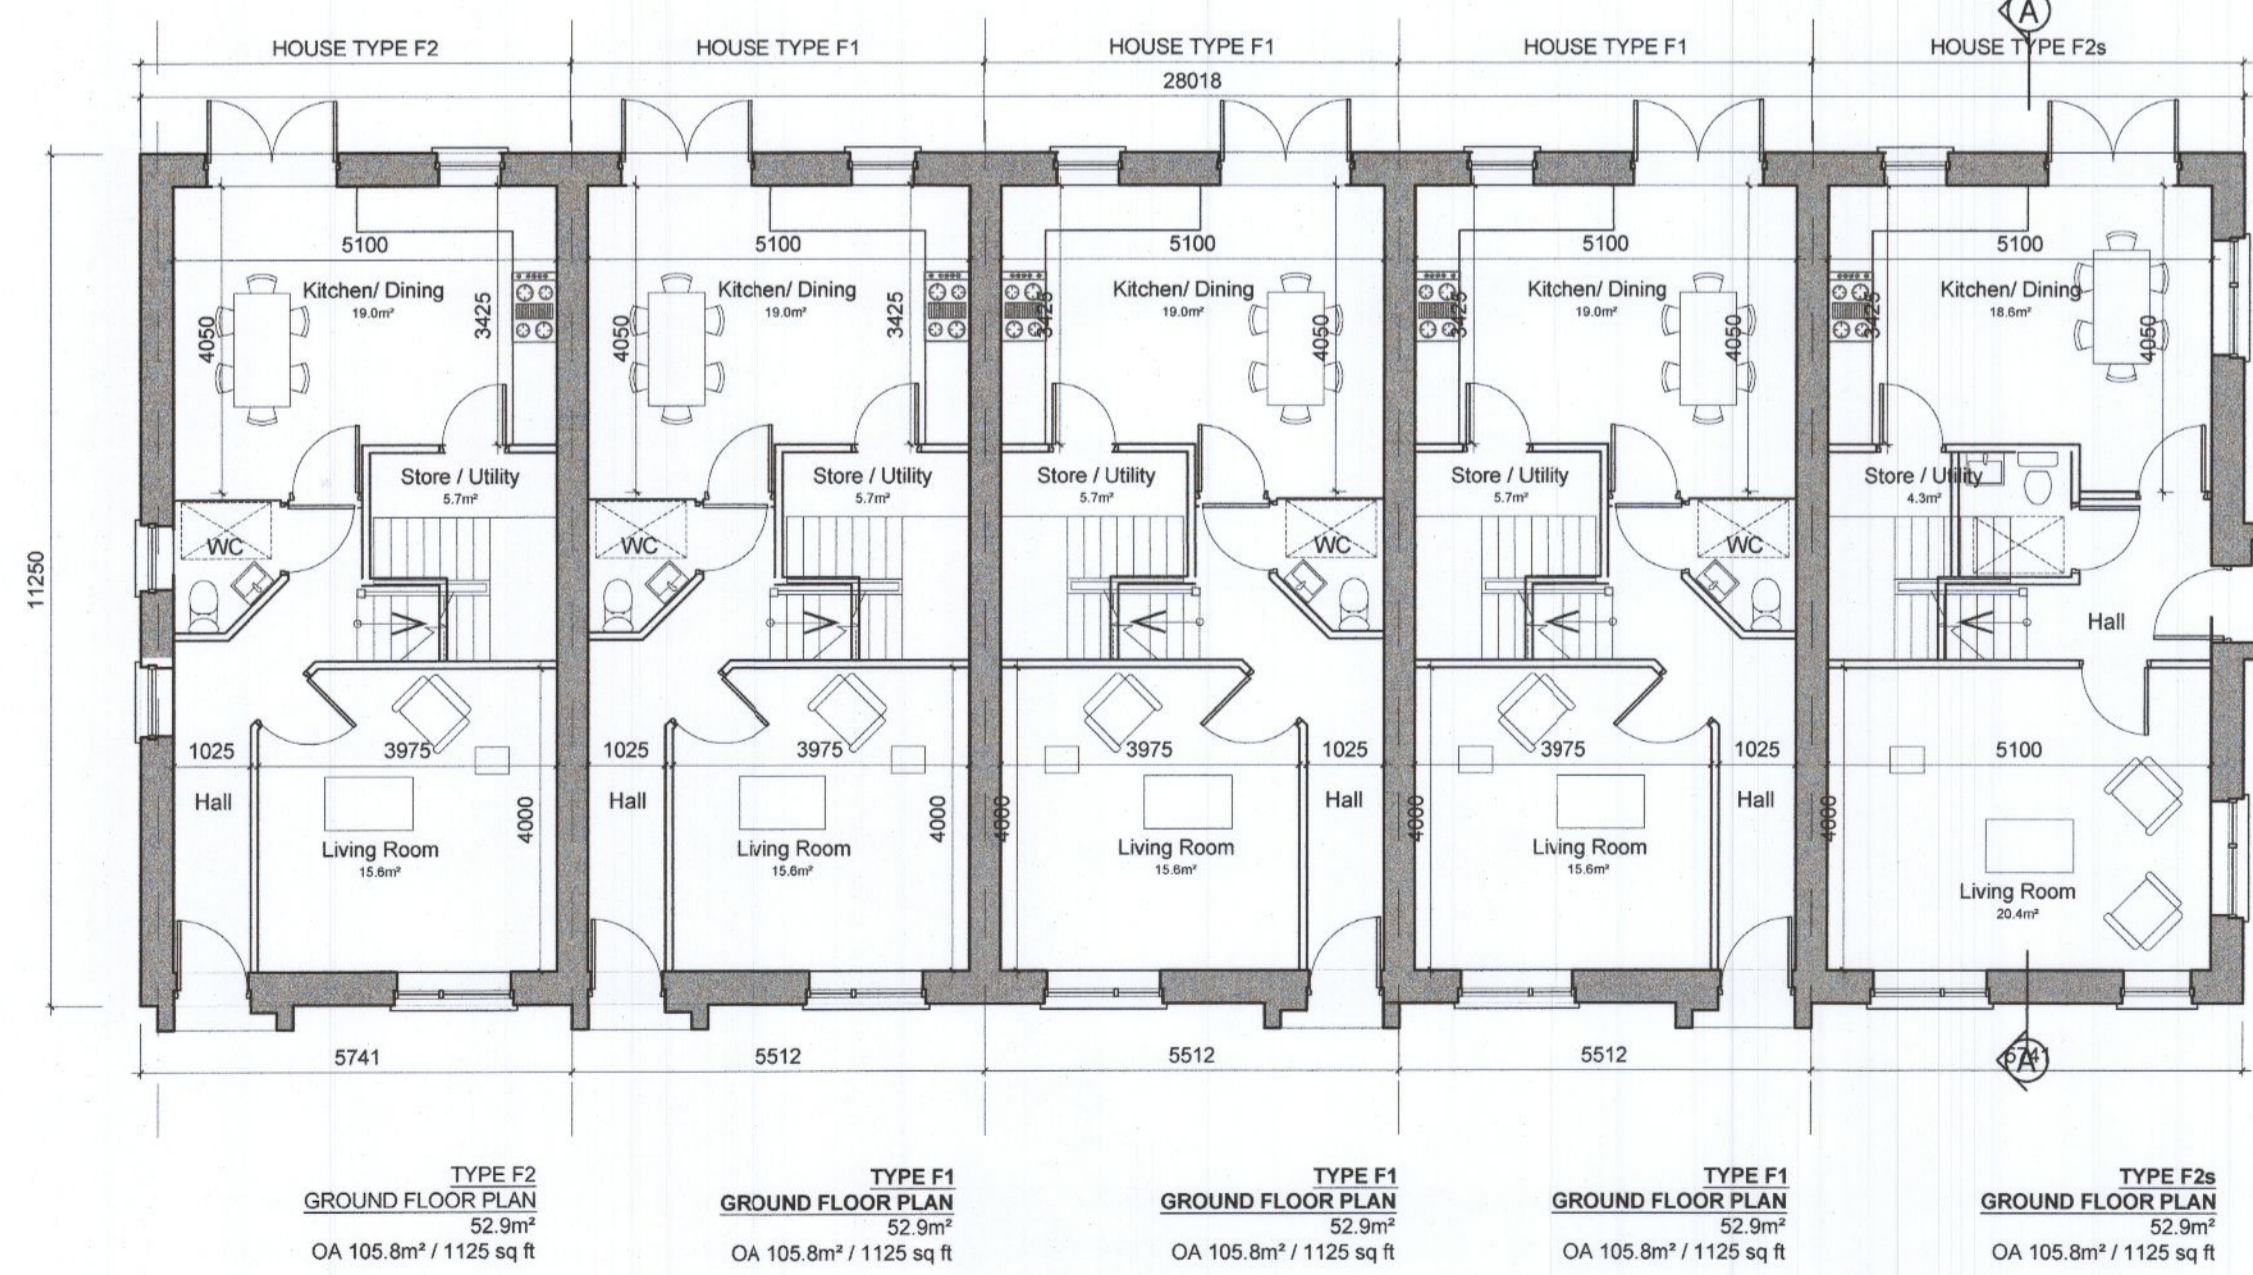 A
HOUSE TYPE F2
HOUSE TYPE F1
HOUSE TYPE F1
HOUSE TYPE F1
HOUSE TYPE F2s
28018
11250
5100
Kitchen/ Dining
19.0m²
4050
3425
Store / Utility
5.7m²
WC
1025
3975
Hall
4000
Living Room
15.6m²
5100
Kitchen/ Dining
19.0m²
4050
3425
Store / Utility
5.7m²
WC
1025
3975
Hall
4000
Living Room
15.6m²
5100
Kitchen/ Dining
19.0m²
3425
4050
Store / Utility
5.7m²
WC
3975
1025
Hall
4000
Living Room
15.6m²
5100
Kitchen/ Dining
19.0m²
3425
4050
Store / Utility
5.7m²
WC
3975
1025
Hall
4000
Living Room
15.6m²
5100
Kitchen/ Dining
18.6m²
3425
4050
Store / Utility
4.3m²
Hall
5100
4000
Living Room
20.4m²
5741
5512
5512
5512
5741
A
TYPE F2
GROUND FLOOR PLAN
52.9m²
OA 105.8m² / 1125 sq ft
TYPE F1
GROUND FLOOR PLAN
52.9m²
OA 105.8m² / 1125 sq ft
TYPE F1
GROUND FLOOR PLAN
52.9m²
OA 105.8m² / 1125 sq ft
TYPE F1
GROUND FLOOR PLAN
52.9m²
OA 105.8m² / 1125 sq ft
TYPE F2s
GROUND FLOOR PLAN
52.9m²
OA 105.8m² / 1125 sq ft